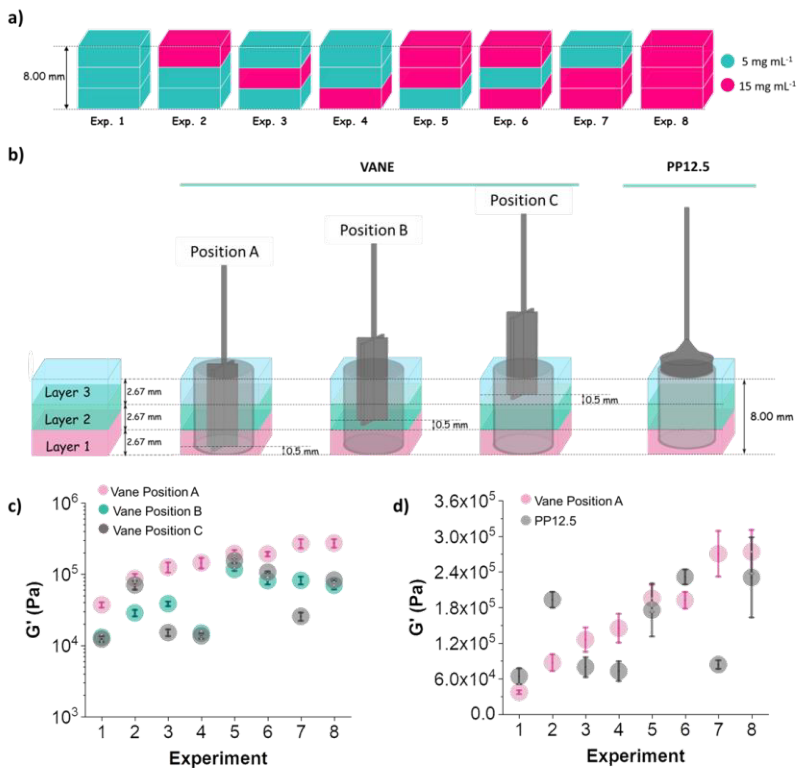 a)
8.00 mm
5 mg mL⁻¹
15 mg mL⁻¹
Exp. 1 Exp. 2 Exp. 3 Exp. 4 Exp. 5 Exp. 6 Exp. 7 Exp. 8
b)
VANE PP12.5
Position A Position B Position C
Layer 3 2.67 mm 0.5 mm
Layer 2 2.67 mm 0.5 mm 8.00 mm
Layer 1 2.67 mm 0.5 mm
c)
Vane Position A
Vane Position B
Vane Position C
10⁶
10⁵
10⁴
10³
G' (Pa)
1 2 3 4 5 6 7 8
Experiment
d)
Vane Position A
PP12.5
3.6x10⁵
3.0x10⁵
2.4x10⁵
1.8x10⁵
1.2x10⁵
6.0x10⁴
0.0
G' (Pa)
1 2 3 4 5 6 7 8
Experiment